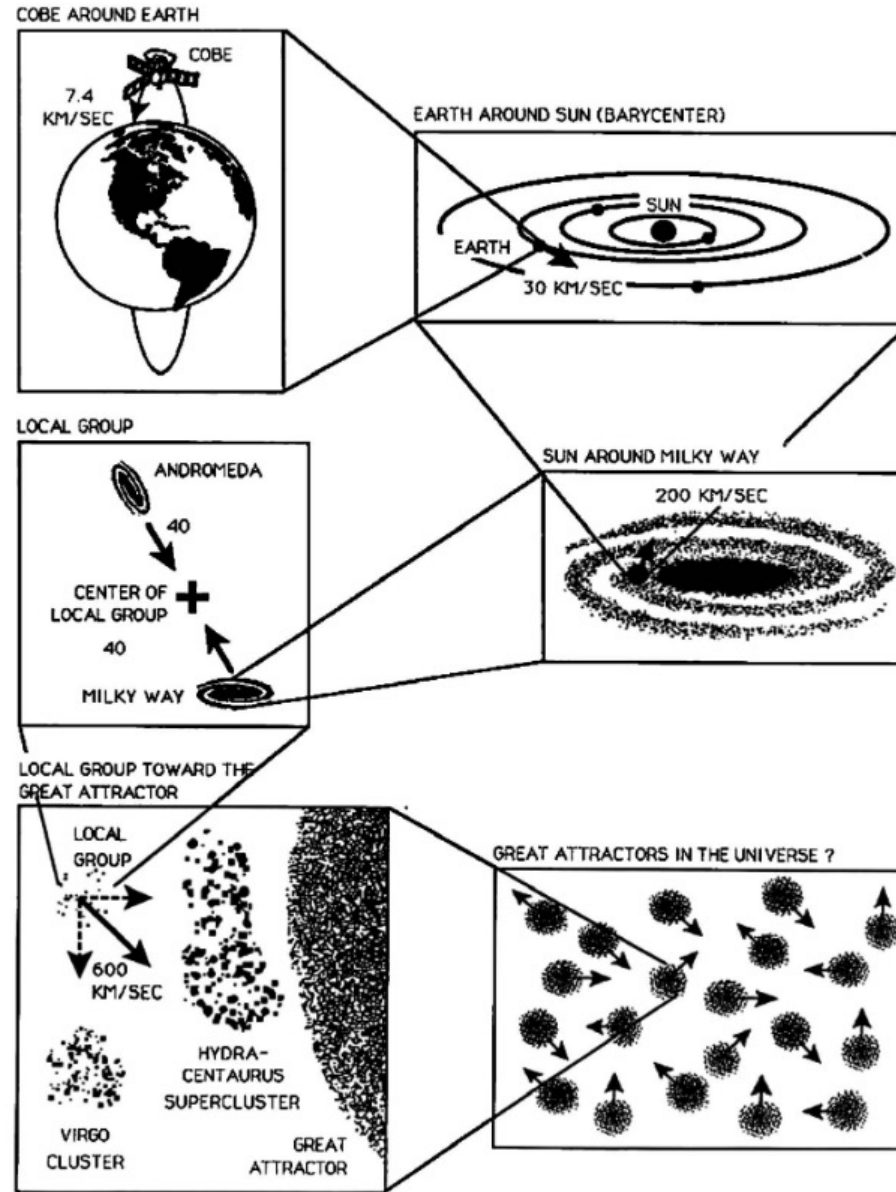 COBE AROUND EARTH
COBE
7.4
KM/SEC
EARTH AROUND SUN (BARYCENTER)
SUN
EARTH
30 KM/SEC
LOCAL GROUP
ANDROMEDA
40
CENTER OF
LOCAL GROUP
40
MILKY WAY
SUN AROUND MILKY WAY
200 KM/SEC
LOCAL GROUP TOWARD THE
GREAT ATTRACTOR
LOCAL
GROUP
600
KM/SEC
HYDRA-
CENTAURUS
SUPERCLUSTER
VIRGO
CLUSTER
GREAT
ATTRACTOR
GREAT ATTRACTORS IN THE UNIVERSE ?